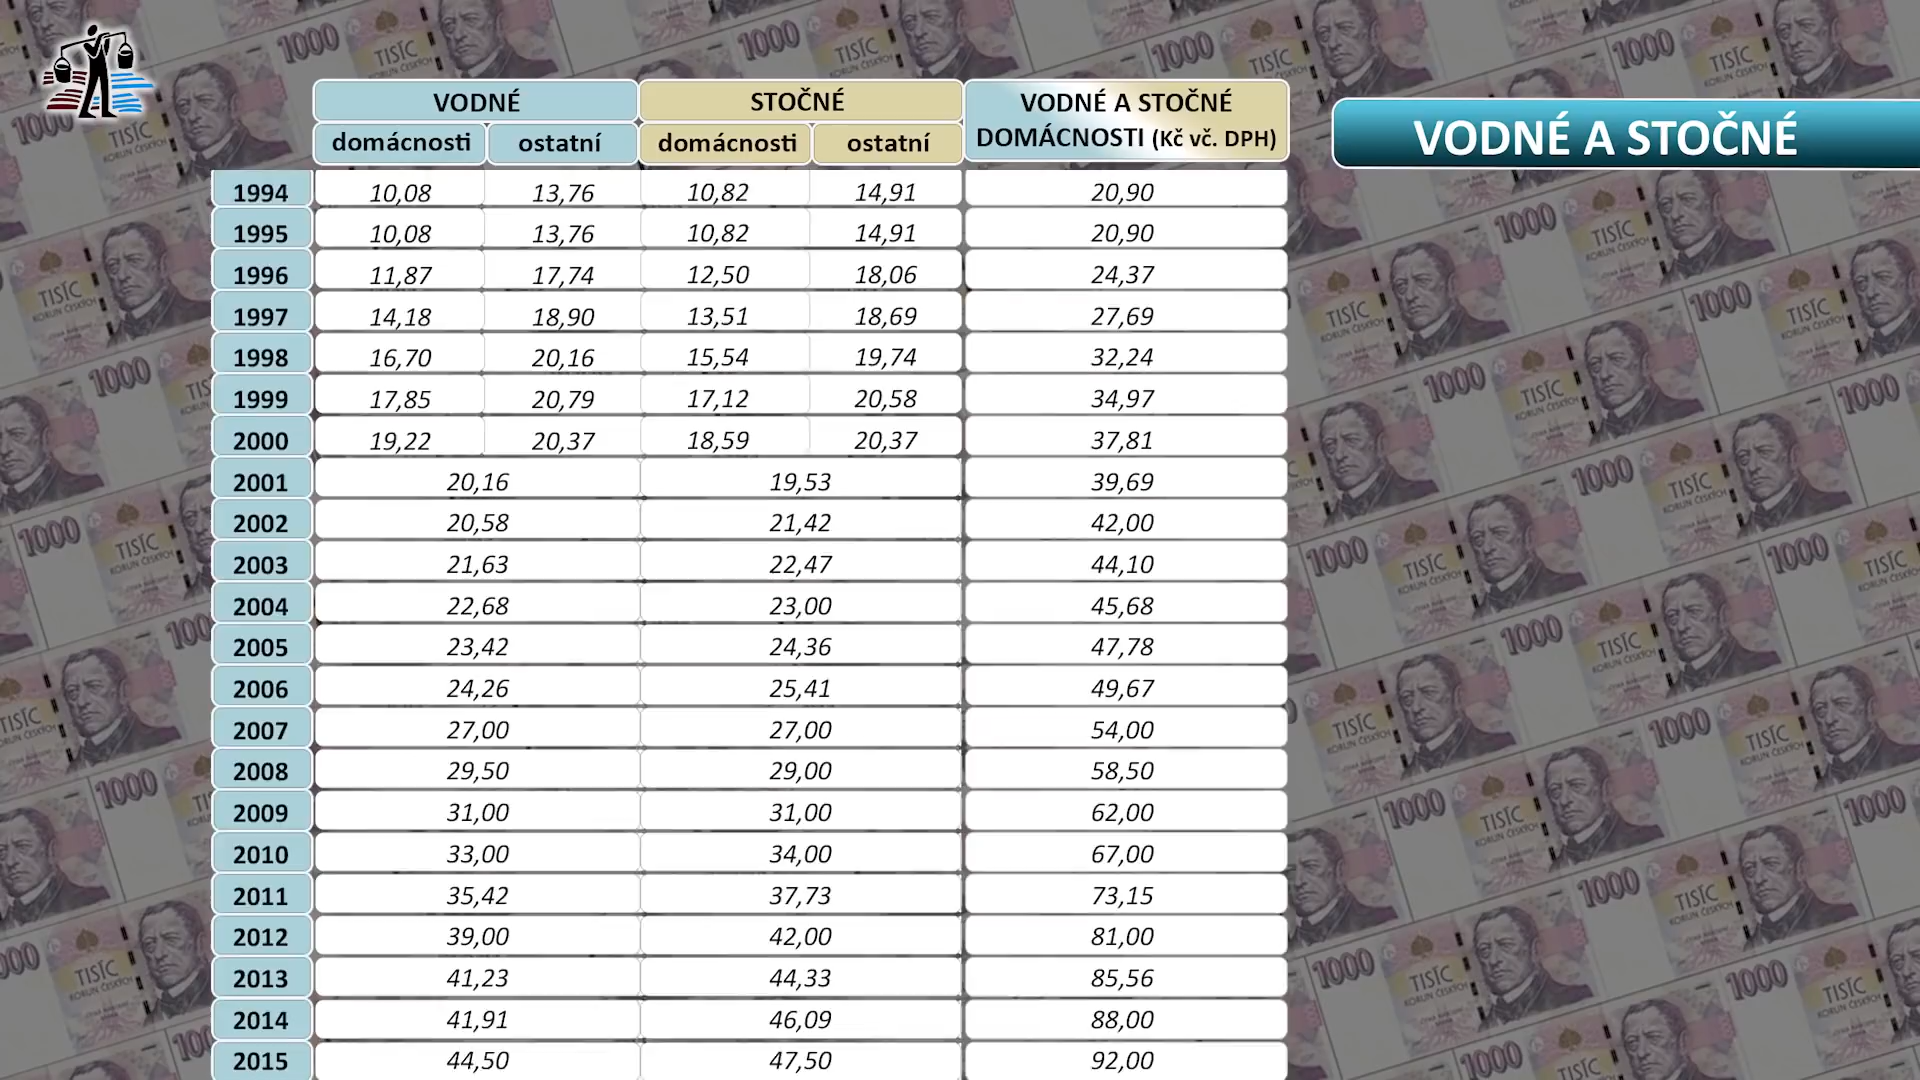 VODNÉ STOČNÉ VODNÉ A STOČNÉ
DOMÁCNOSTI (Kč vč. DPH)
domácnosti ostatní domácnosti ostatní
VODNÉ A STOČNÉ
1994 10,08 13,76 10,82 14,91 20,90
1995 10,08 13,76 10,82 14,91 20,90
1996 11,87 17,74 12,50 18,06 24,37
1997 14,18 18,90 13,51 18,69 27,69
1998 16,70 20,16 15,54 19,74 32,24
1999 17,85 20,79 17,12 20,58 34,97
2000 19,22 20,37 18,59 20,37 37,81
2001 20,16 19,53 39,69
2002 20,58 21,42 42,00
2003 21,63 22,47 44,10
2004 22,68 23,00 45,68
2005 23,42 24,36 47,78
2006 24,26 25,41 49,67
2007 27,00 27,00 54,00
2008 29,50 29,00 58,50
2009 31,00 31,00 62,00
2010 33,00 34,00 67,00
2011 35,42 37,73 73,15
2012 39,00 42,00 81,00
2013 41,23 44,33 85,56
2014 41,91 46,09 88,00
2015 44,50 47,50 92,00
1000
TISÍC
KORUN ČESKÝCH